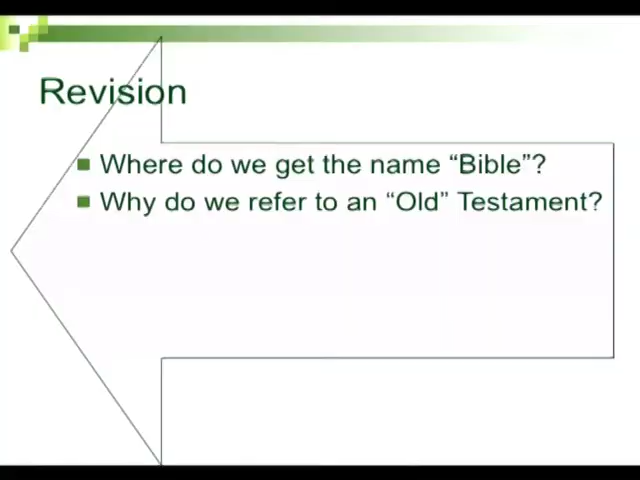 Revision
Where do we get the name “Bible”?
Why do we refer to an “Old” Testament?